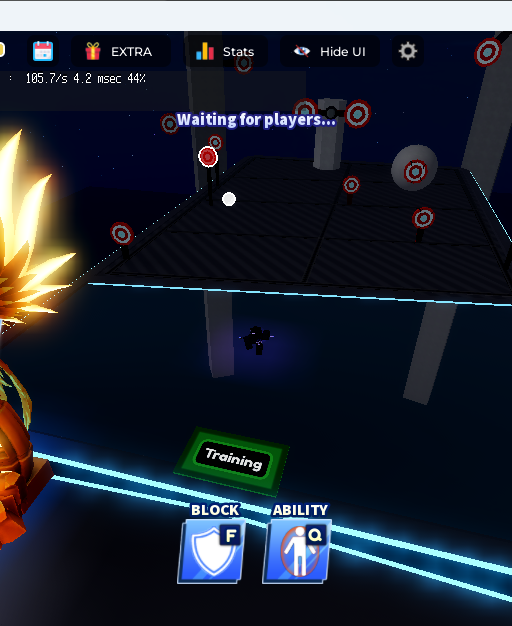 EXTRA
Stats
Hide UI
: 105.7/s 4.2 msec 44%
Waiting for players...
Training
BLOCK
ABILITY
F
Q